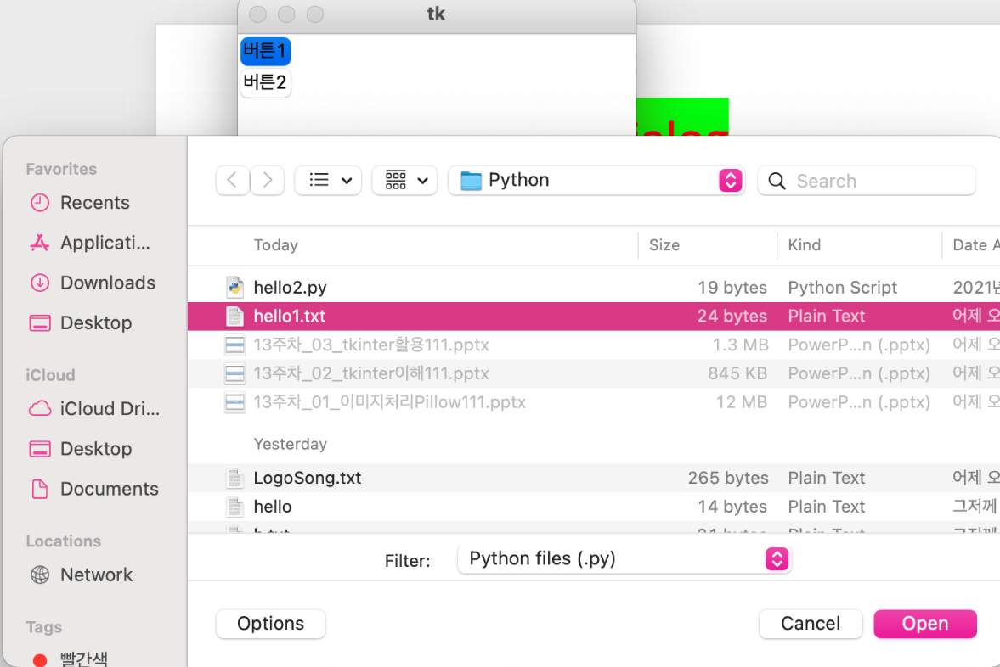 tk
버튼1
버튼2
Favorites
Recents
Applicati...
Downloads
Desktop
iCloud
iCloud Dri...
Desktop
Documents
Locations
Network
Tags
빨간색
Python
Search
Today Size Kind Date A
hello2.py 19 bytes Python Script 2021년
hello1.txt 24 bytes Plain Text 어제 오
13주차_03_tkinter활용111.pptx 1.3 MB PowerP...n (.pptx) 어제 오
13주차_02_tkinter이해111.pptx 845 KB PowerP...n (.pptx) 어제 오
13주차_01_이미지처리Pillow111.pptx 12 MB PowerP...n (.pptx) 어제 오
Yesterday
LogoSong.txt 265 bytes Plain Text 어제 오
hello 14 bytes Plain Text 그저께
Filter: Python files (.py)
Options Cancel Open